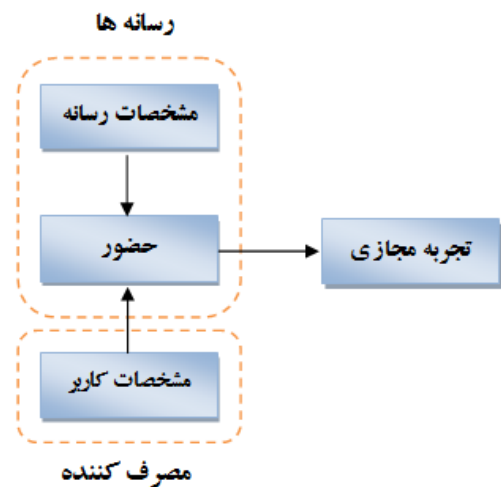 رسانه ها
مشخصات رسانه
حضور
تجربه مجازی
مشخصات کاربر
مصرف کننده